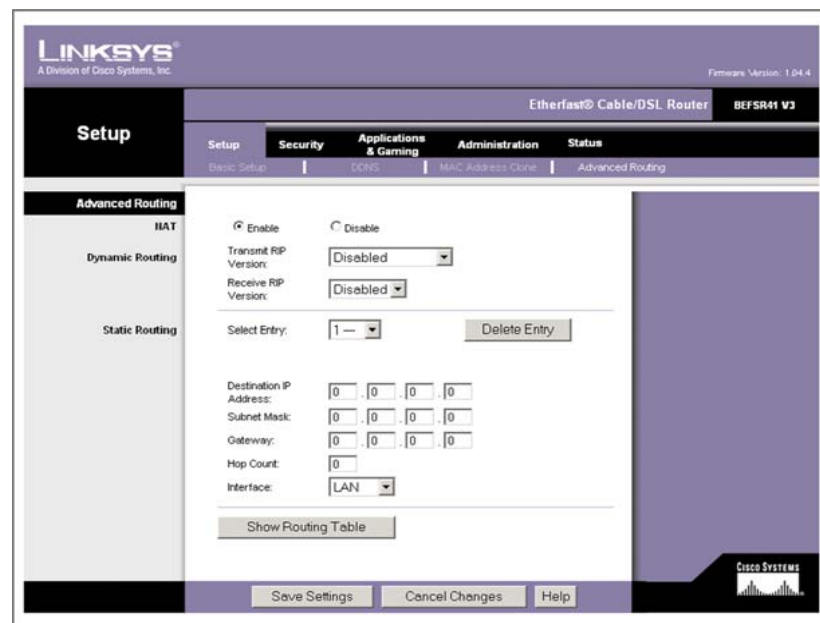 LINKSYS®
A Division of Cisco Systems, Inc.
Firmware Version: 1.04.4
Etherfast® Cable/DSL Router
BEFSR41 V3
Setup
Setup
Security
Applications & Gaming
Administration
Status
Basic Setup
DDNS
MAC Address Clone
Advanced Routing
Advanced Routing
NAT
Enable
Disable
Dynamic Routing
Transmit RIP Version:
Disabled
Receive RIP Version:
Disabled
Static Routing
Select Entry:
1 —
Delete Entry
Destination IP Address:
0 . 0 . 0 . 0
Subnet Mask:
0 . 0 . 0 . 0
Gateway:
0 . 0 . 0 . 0
Hop Count:
0
Interface:
LAN
Show Routing Table
CISCO SYSTEMS
Save Settings
Cancel Changes
Help